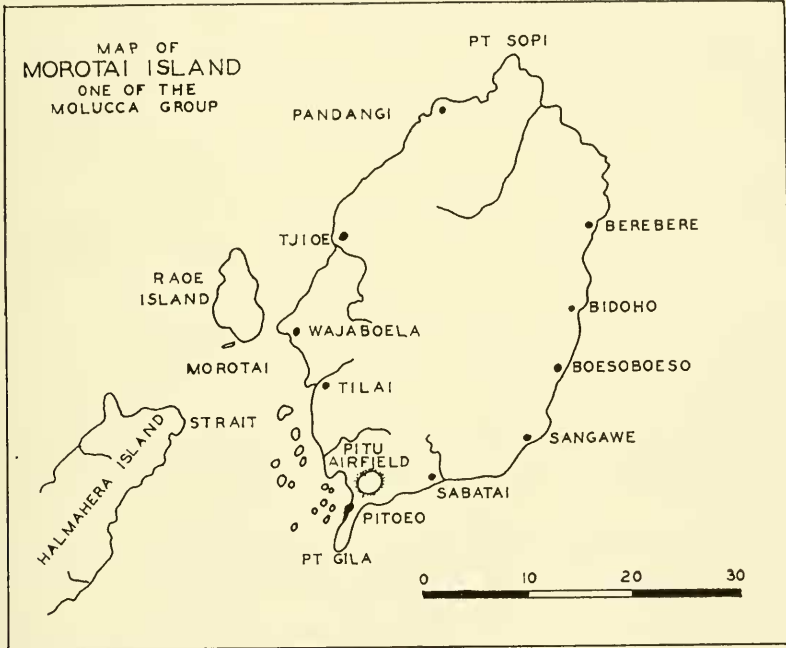 MAP OF
MOROTAI ISLAND
ONE OF THE
MOLUCCA GROUP
PT SOPI
PANDANGI
TJIOE
BEREBERE
RAOE
ISLAND
BIDOHO
WAJABOELA
MOROTAI
STRAIT
BOESOBOESO
TILAI
HALMAHERA ISLAND
SANGAWE
PITU
AIRFIELD
SABATAI
PITOEO
PT GILA
0 10 20 30